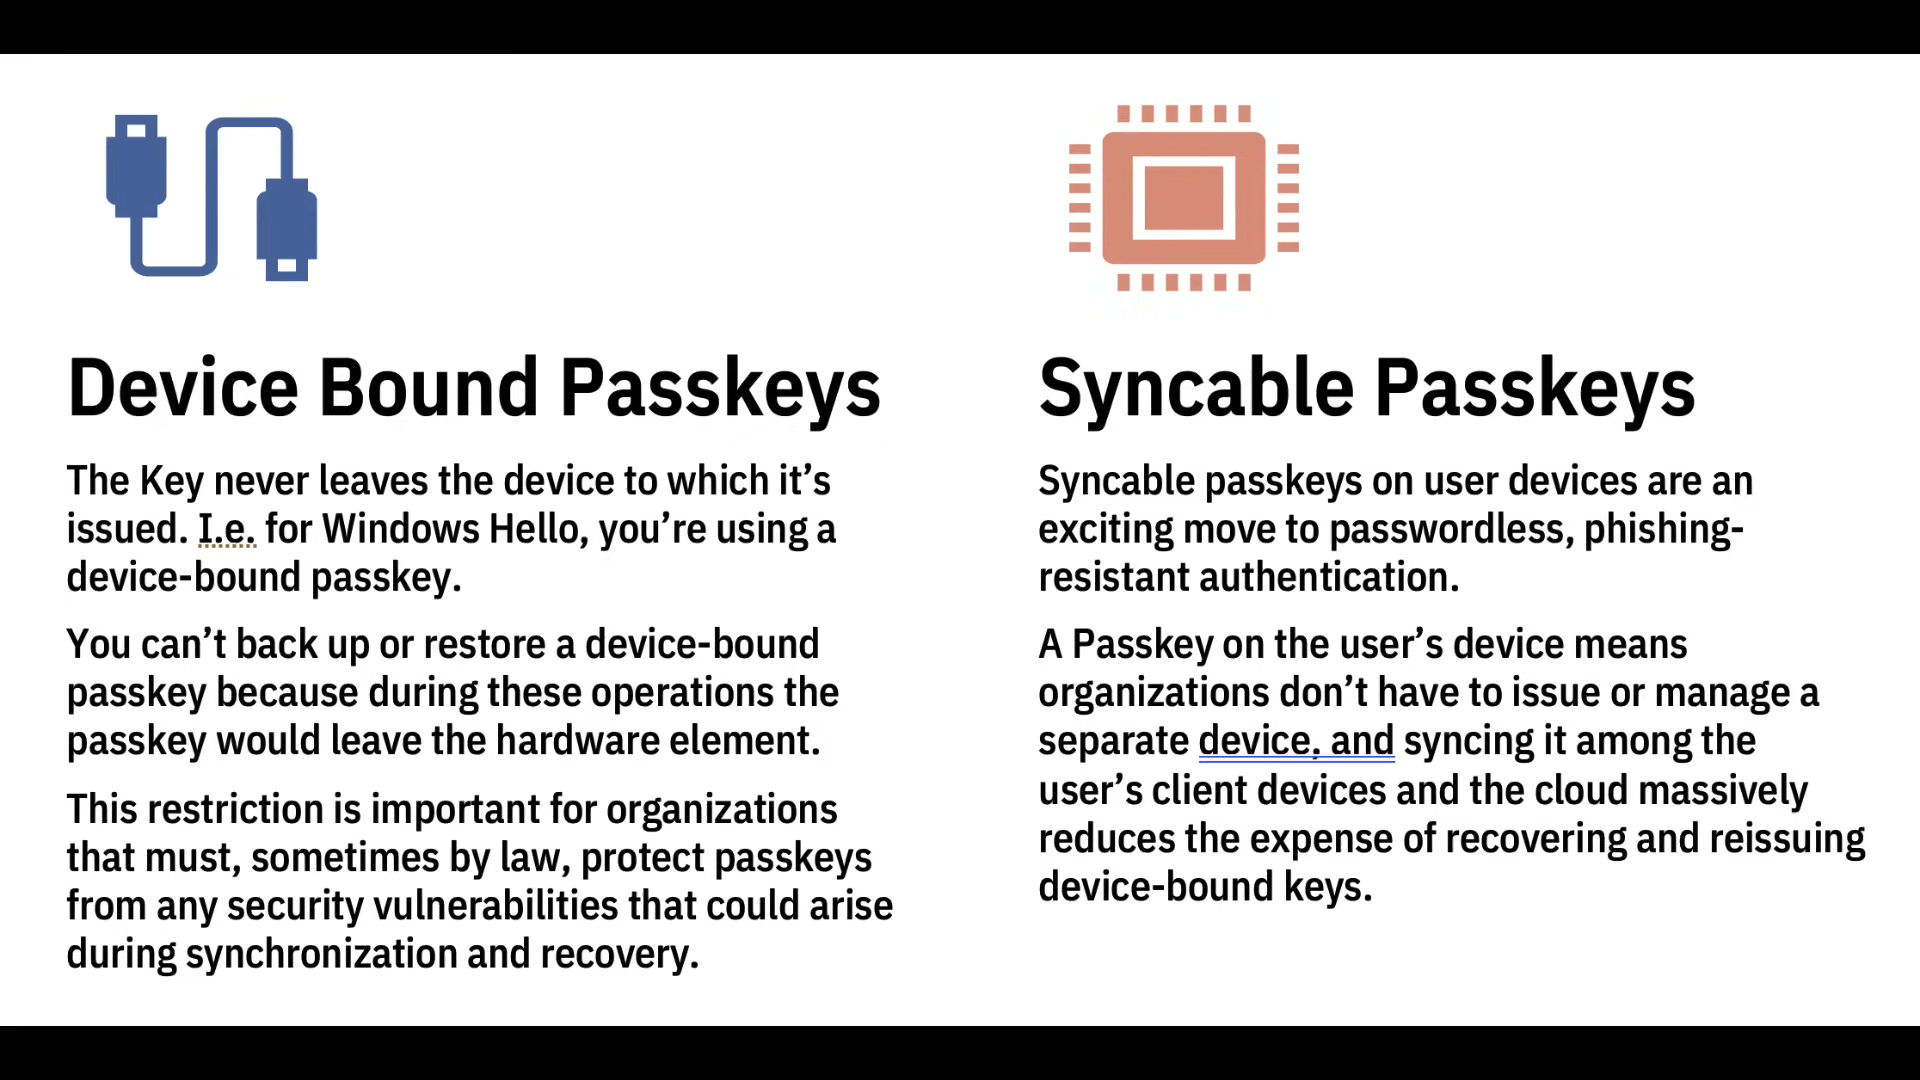 Device Bound Passkeys
The Key never leaves the device to which it’s
issued. I.e. for Windows Hello, you’re using a
device-bound passkey.
You can’t back up or restore a device-bound
passkey because during these operations the
passkey would leave the hardware element.
This restriction is important for organizations
that must, sometimes by law, protect passkeys
from any security vulnerabilities that could arise
during synchronization and recovery.
Syncable Passkeys
Syncable passkeys on user devices are an
exciting move to passwordless, phishing-
resistant authentication.
A Passkey on the user’s device means
organizations don’t have to issue or manage a
separate device, and syncing it among the
user’s client devices and the cloud massively
reduces the expense of recovering and reissuing
device-bound keys.